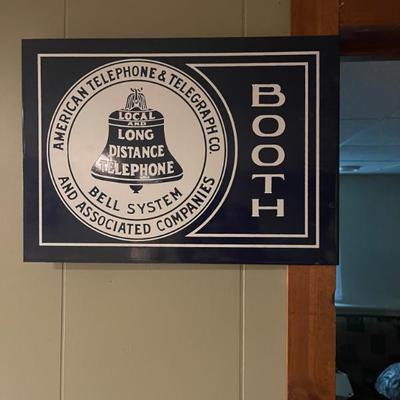 AMERICAN TELEPHONE & TELEGRAPH CO.
LOCAL
AND
LONG
DISTANCE
TELEPHONE
BELL SYSTEM
AND ASSOCIATED COMPANIES
BOOTH